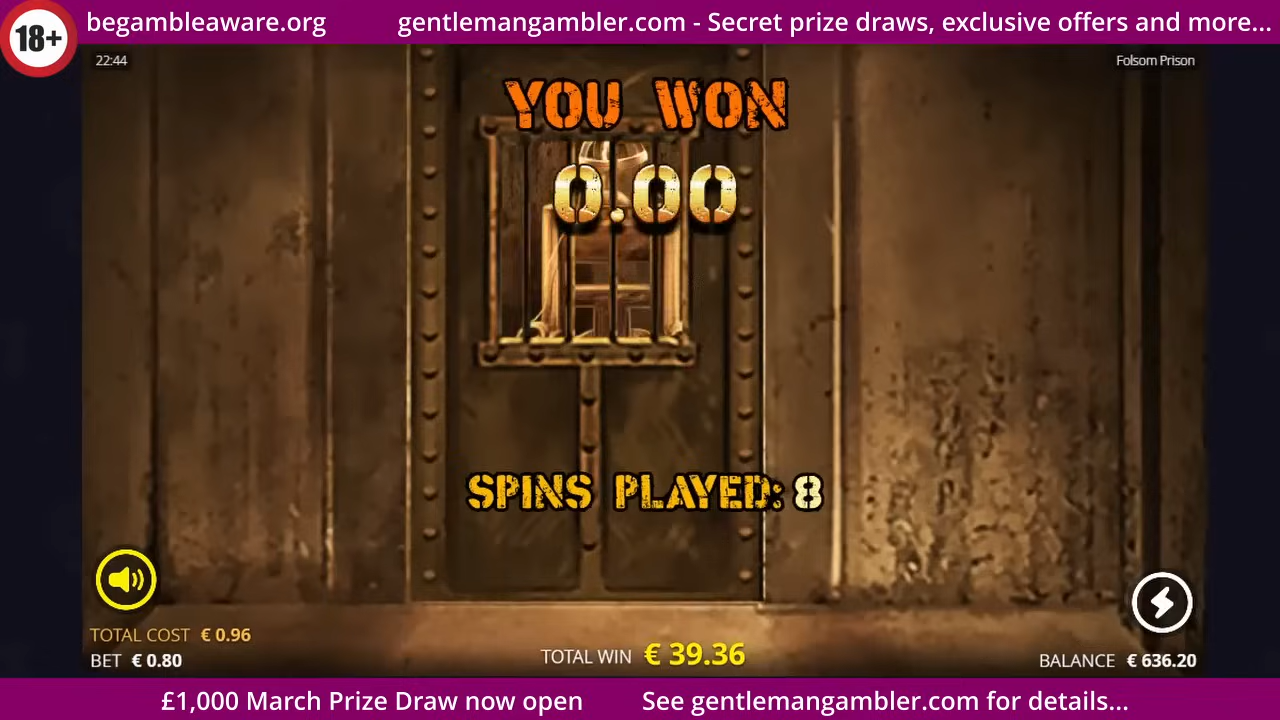 18+
begambleaware.org
gentlemangambler.com - Secret prize draws, exclusive offers and more...
22:44
Folsom Prison
YOU WON
0.00
SPINS PLAYED: 8
TOTAL COST € 0.96
BET € 0.80
TOTAL WIN € 39.36
BALANCE € 636.20
£1,000 March Prize Draw now open
See gentlemangambler.com for details...